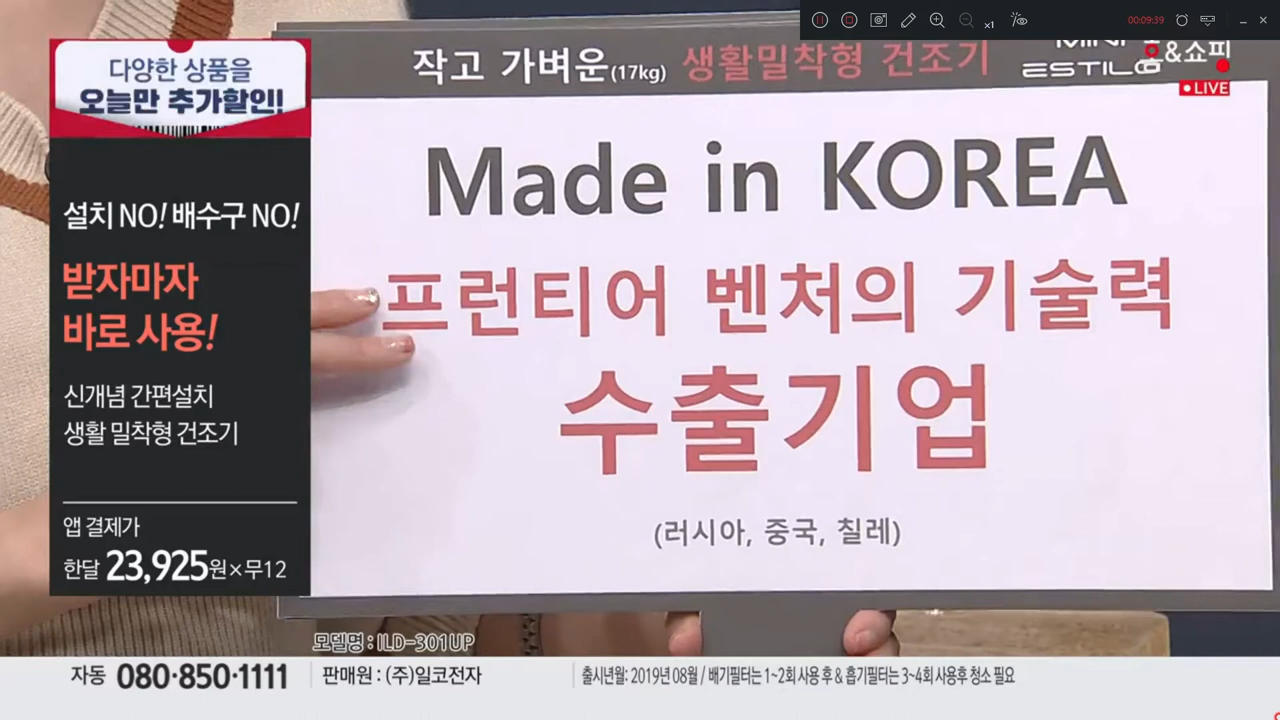 x1
00:09:39
작고 가벼운(17kg) 생활밀착형 건조기
MINI
ESTILO
홈&쇼핑
LIVE
다양한 상품을
오늘만 추가할인!
설치 NO! 배수구 NO!
받자마자
바로 사용!
신개념 간편설치
생활 밀착형 건조기
앱 결제가
한달 23,925원×무12
Made in KOREA
프런티어 벤처의 기술력
수출기업
(러시아, 중국, 칠레)
모델명 : ILD-301UP
자동 080·850·1111
판매원 : (주)일코전자
출시년월: 2019년 08월 / 배기필터는 1~2회 사용 후 & 흡기필터는 3~4회 사용후 청소 필요